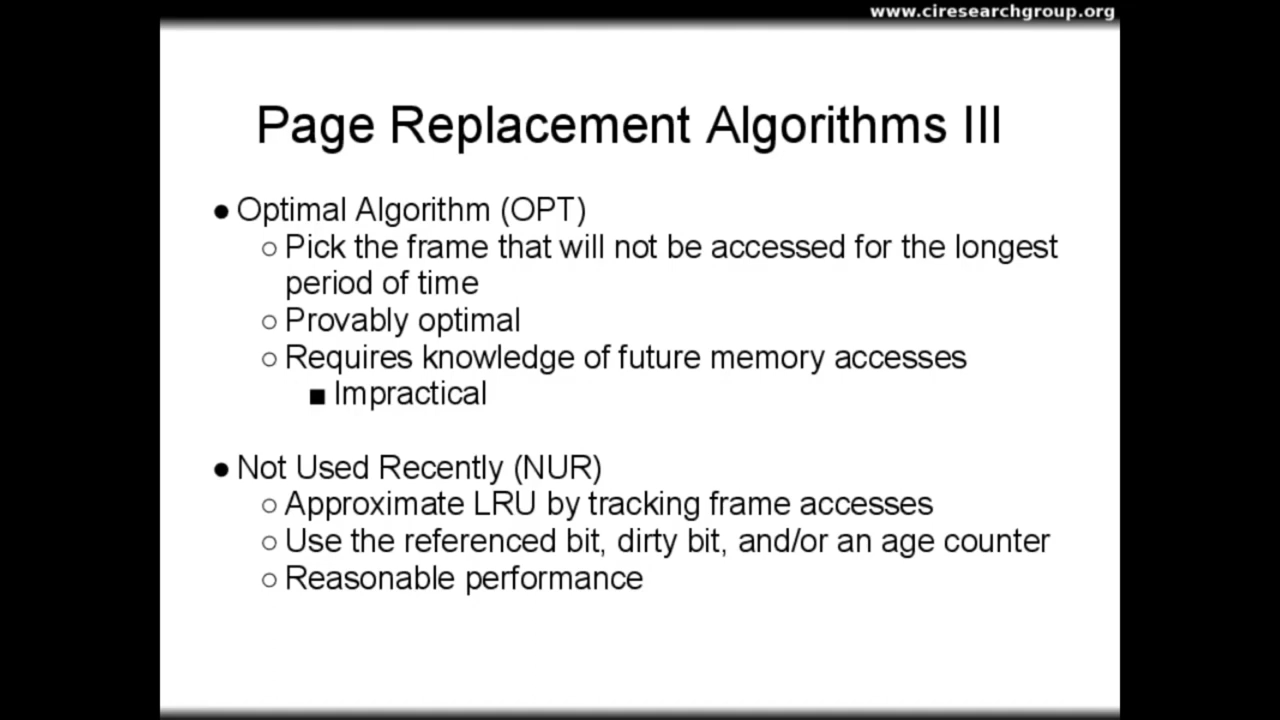 www.ciresearchgroup.org
Page Replacement Algorithms III
● Optimal Algorithm (OPT)
○ Pick the frame that will not be accessed for the longest
period of time
○ Provably optimal
○ Requires knowledge of future memory accesses
■ Impractical
● Not Used Recently (NUR)
○ Approximate LRU by tracking frame accesses
○ Use the referenced bit, dirty bit, and/or an age counter
○ Reasonable performance